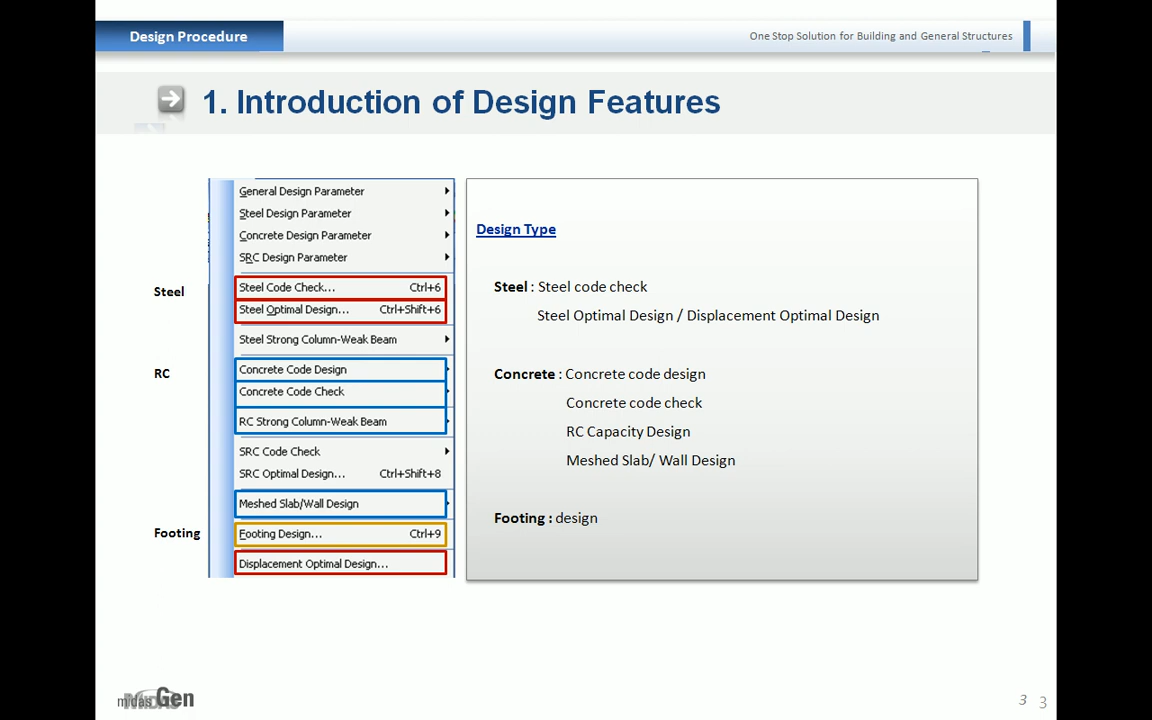 Design Procedure
One Stop Solution for Building and General Structures
1. Introduction of Design Features
General Design Parameter
Steel Design Parameter
Concrete Design Parameter
SRC Design Parameter
Steel
Steel Code Check... Ctrl+6
Steel Optimal Design... Ctrl+Shift+6
Steel Strong Column-Weak Beam
RC
Concrete Code Design
Concrete Code Check
RC Strong Column-Weak Beam
SRC Code Check
SRC Optimal Design... Ctrl+Shift+8
Meshed Slab/Wall Design
Footing
Footing Design... Ctrl+9
Displacement Optimal Design...
Design Type
Steel : Steel code check
Steel Optimal Design / Displacement Optimal Design
Concrete : Concrete code design
Concrete code check
RC Capacity Design
Meshed Slab/ Wall Design
Footing : design
midas Gen
3 3